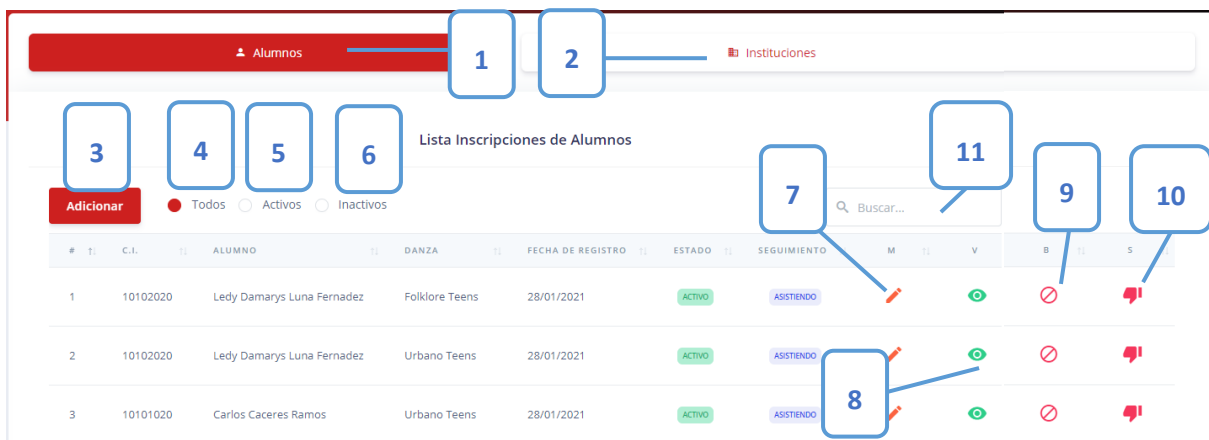 Alumnos
1
2
Instituciones
3
4
5
6
Lista Inscripciones de Alumnos
11
7
9
10
Adicionar
Todos
Activos
Inactivos
Buscar...
# C.I. ALUMNO DANZA FECHA DE REGISTRO ESTADO SEGUIMIENTO M V B S
1 10102020 Ledy Damarys Luna Fernadez Folklore Teens 28/01/2021 ACTIVO ASISTIENDO
2 10102020 Ledy Damarys Luna Fernadez Urbano Teens 28/01/2021 ACTIVO ASISTIENDO
8
3 10101020 Carlos Caceres Ramos Urbano Teens 28/01/2021 ACTIVO ASISTIENDO